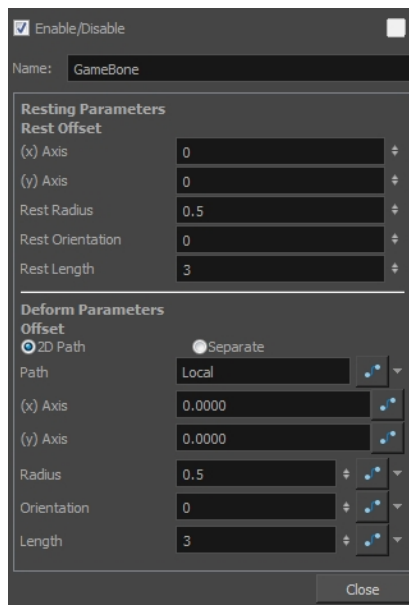 Enable/Disable
Name: GameBone
Resting Parameters
Rest Offset
(x) Axis 0
(y) Axis 0
Rest Radius 0.5
Rest Orientation 0
Rest Length 3
Deform Parameters
Offset
2D Path Separate
Path Local
(x) Axis 0.0000
(y) Axis 0.0000
Radius 0.5
Orientation 0
Length 3
Close